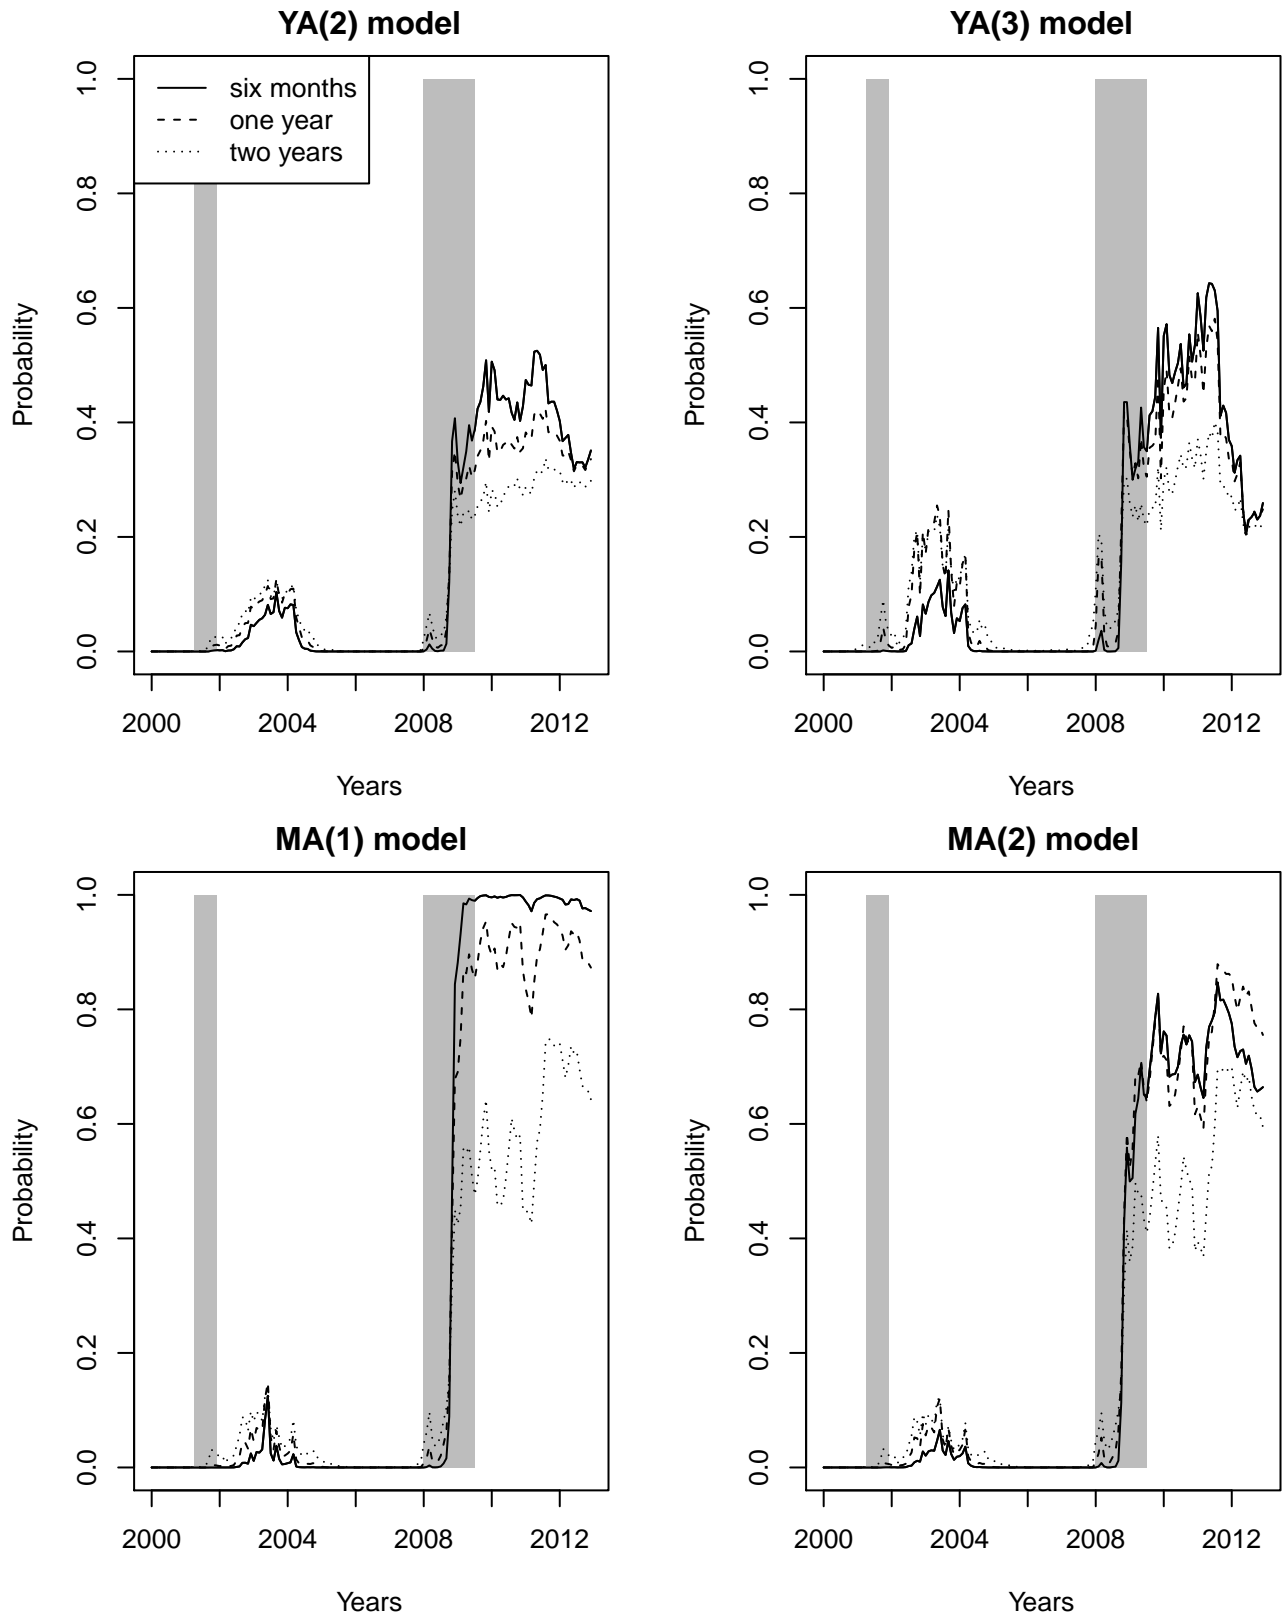 YA(2) model
six months
one year
two years
Probability
0.0 0.2 0.4 0.6 0.8 1.0
2000 2004 2008 2012
Years
YA(3) model
Probability
0.0 0.2 0.4 0.6 0.8 1.0
2000 2004 2008 2012
Years
MA(1) model
Probability
0.0 0.2 0.4 0.6 0.8 1.0
2000 2004 2008 2012
Years
MA(2) model
Probability
0.0 0.2 0.4 0.6 0.8 1.0
2000 2004 2008 2012
Years